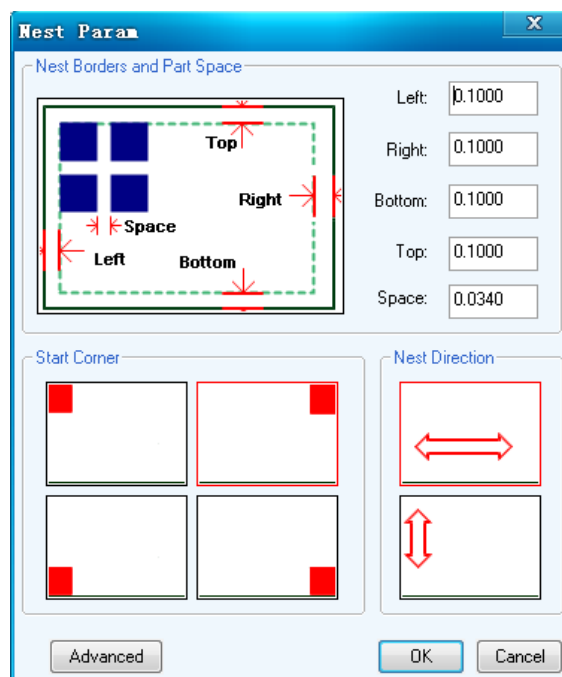 Nest Param
X
Nest Borders and Part Space
Top
Right
Space
Left
Bottom
Left: 0.1000
Right: 0.1000
Bottom: 0.1000
Top: 0.1000
Space: 0.0340
Start Corner
Nest Direction
Advanced
OK
Cancel